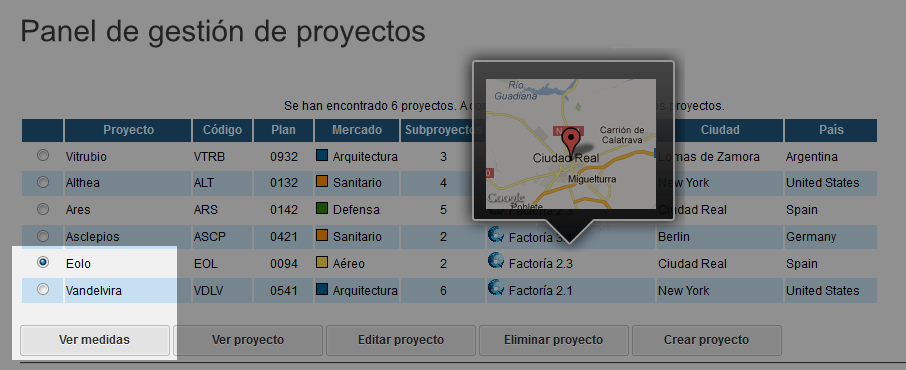 Panel de gestión de proyectos
Se han encontrado 6 proyectos. A
s proyectos.
Proyecto Código Plan Mercado Subproyectos Ciudad País
Vitrubio VTRB 0932 Arquitectura 3 Lomas de Zamora Argentina
Althea ALT 0132 Sanitario 4 New York United States
Ares ARS 0142 Defensa 5 Factoría 2.3 Ciudad Real Spain
Asclepios ASCP 0421 Sanitario 2 Factoría Berlin Germany
Eolo EOL 0094 Aéreo 2 Factoría 2.3 Ciudad Real Spain
Vandelvira VDLV 0541 Arquitectura 6 Factoría 2.1 New York United States
Río
Guadiana
Carrión de
Calatrava
Ciudad Real
Miguelturra
Google
Poblete
Ver medidas Ver proyecto Editar proyecto Eliminar proyecto Crear proyecto